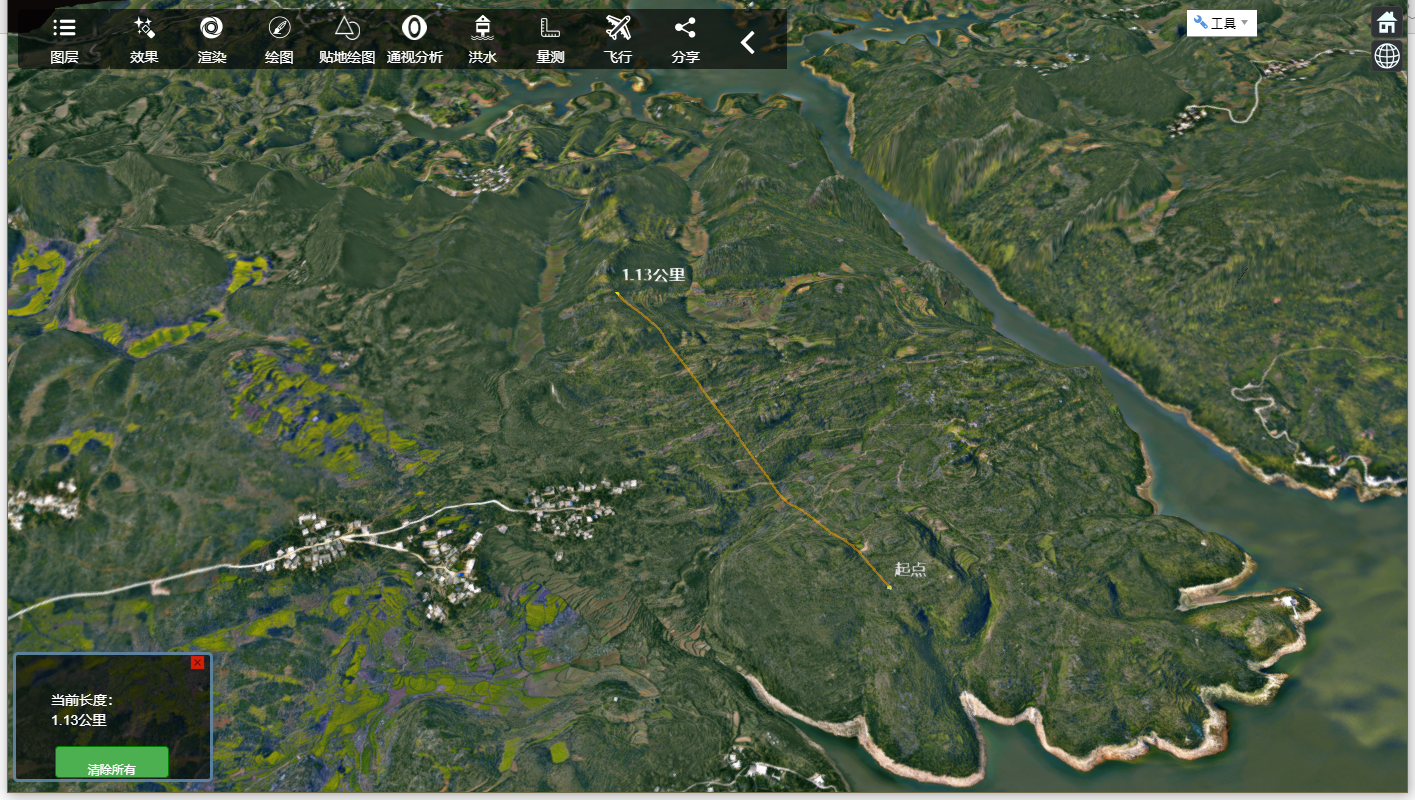 图层
效果
渲染
绘图
贴地绘图
通视分析
洪水
量测
飞行
分享
工具
1.13公里
起点
当前长度：
1.13公里
清除所有